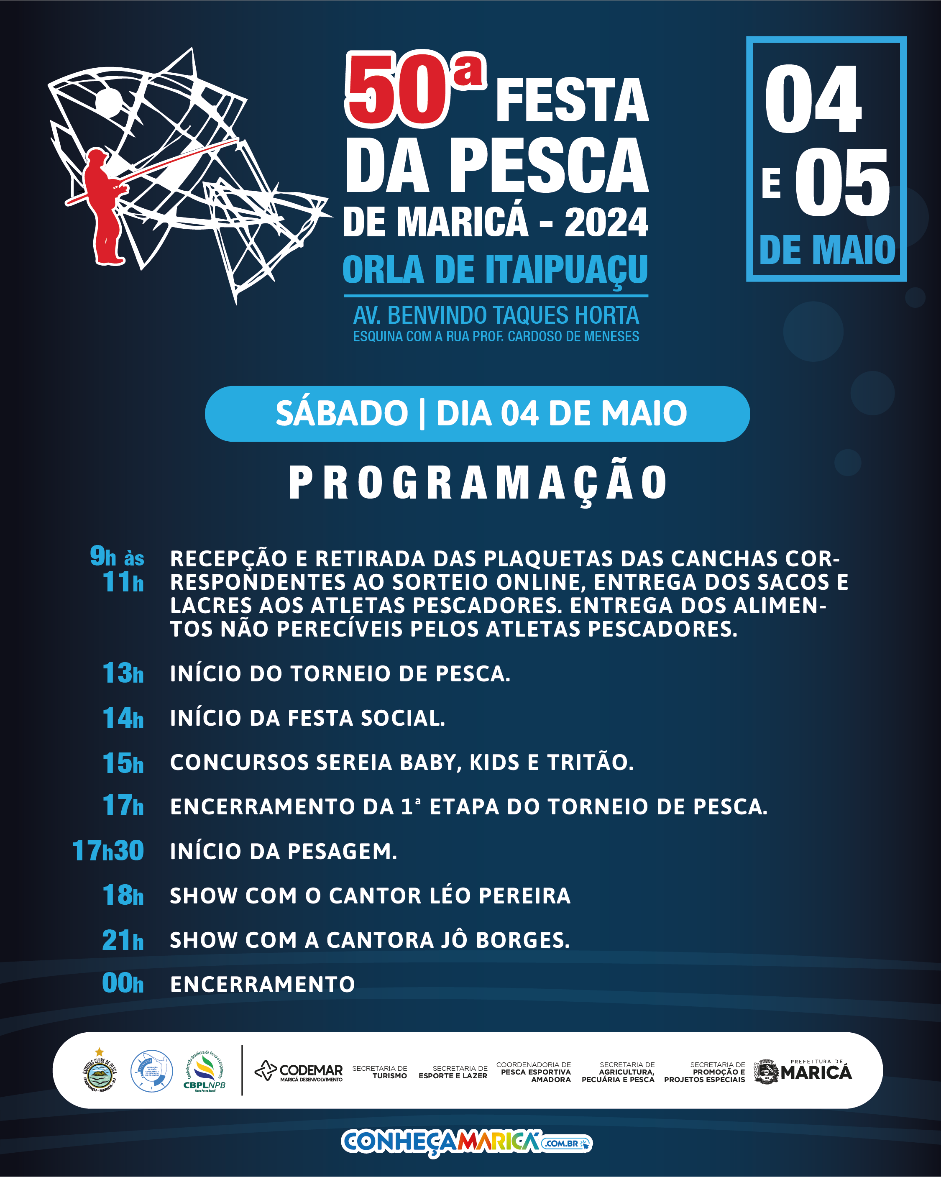 50ª FESTA
DA PESCA
DE MARICÁ - 2024
ORLA DE ITAIPUAÇU
AV. BENVINDO TAQUES HORTA
ESQUINA COM A RUA PROF. CARDOSO DE MENESES
04
E 05
DE MAIO
SÁBADO | DIA 04 DE MAIO
PROGRAMAÇÃO
9h às
11h
RECEPÇÃO E RETIRADA DAS PLAQUETAS DAS CANCHAS COR-
RESPONDENTES AO SORTEIO ONLINE, ENTREGA DOS SACOS E
LACRES AOS ATLETAS PESCADORES. ENTREGA DOS ALIMEN-
TOS NÃO PERECÍVEIS PELOS ATLETAS PESCADORES.
13h INÍCIO DO TORNEIO DE PESCA.
14h INÍCIO DA FESTA SOCIAL.
15h CONCURSOS SEREIA BABY, KIDS E TRITÃO.
17h ENCERRAMENTO DA 1ª ETAPA DO TORNEIO DE PESCA.
17h30 INÍCIO DA PESAGEM.
18h SHOW COM O CANTOR LÉO PEREIRA
21h SHOW COM A CANTORA JÔ BORGES.
00h ENCERRAMENTO
CBPLNPB
CODEMAR
MARICÁ DESENVOLVIMENTO
SECRETARIA DE
TURISMO
SECRETARIA DE
ESPORTE E LAZER
COORDENADORIA DE
PESCA ESPORTIVA
AMADORA
SECRETARIA DE
AGRICULTURA,
PECUÁRIA E PESCA
SECRETARIA DE
PROMOÇÃO E
PROJETOS ESPECIAIS
PREFEITURA DE
MARICÁ
CONHEÇAMARICÁ.COM.BR